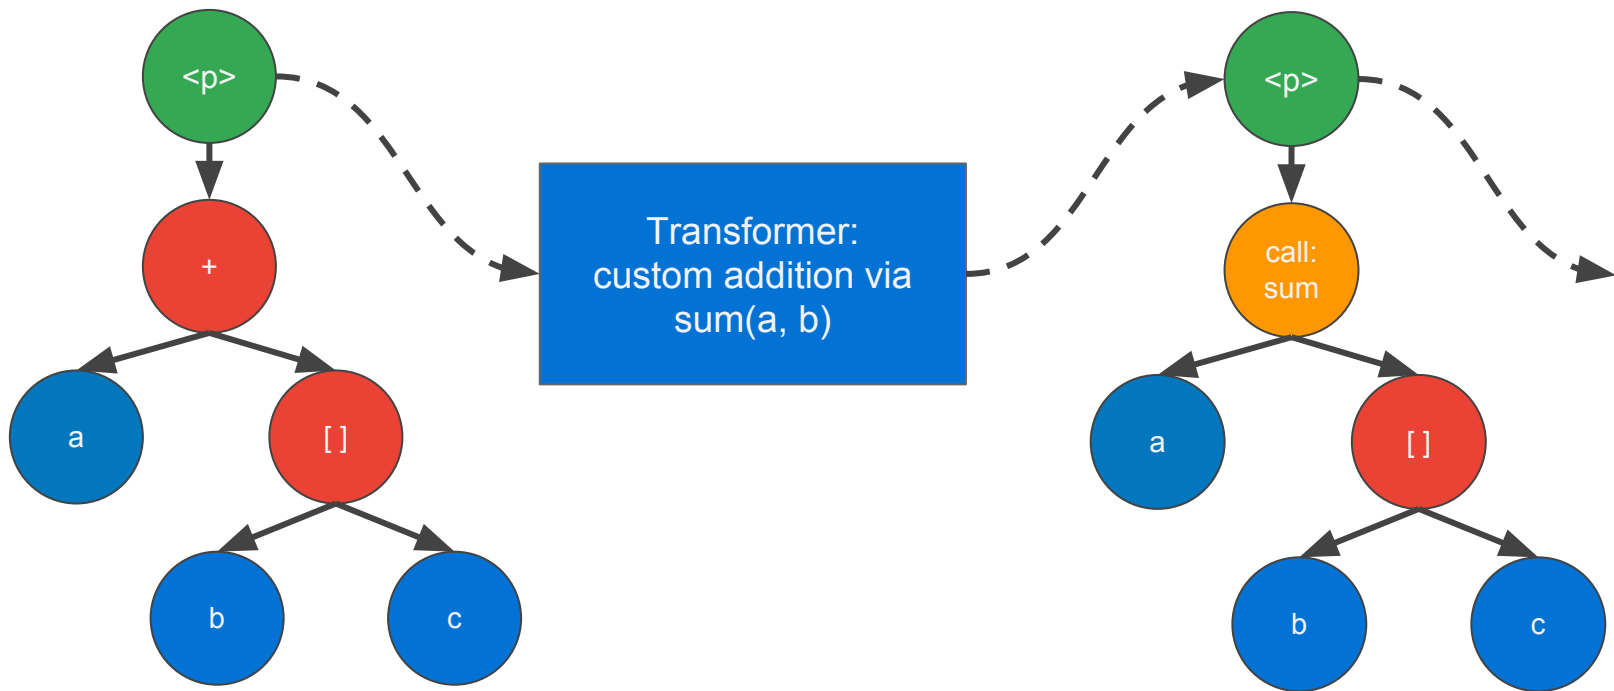 <p>
+
a
[ ]
b
c
Transformer:
custom addition via
sum(a, b)
<p>
call:
sum
a
[ ]
b
c